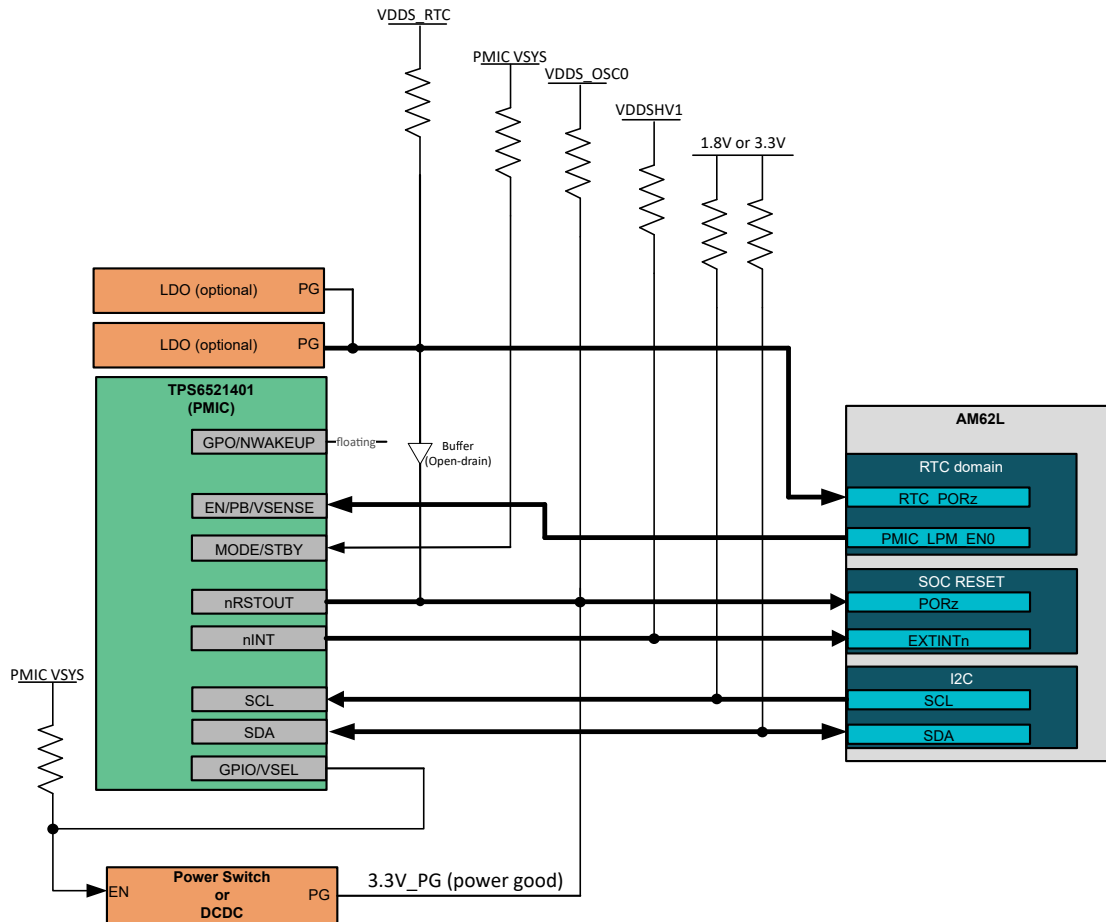 VDDS_RTC
PMIC VSYS
VDDS_OSC0
VDDSHV1
1.8V or 3.3V
LDO (optional)
PG
LDO (optional)
PG
TPS6521401
(PMIC)
GPO/NWAKEUP
floating
Buffer
(Open-drain)
EN/PB/VSENSE
MODE/STBY
nRSTOUT
nINT
SCL
SDA
GPIO/VSEL
AM62L
RTC domain
RTC_PORz
PMIC_LPM_EN0
SOC RESET
PORz
EXTINTn
I2C
SCL
SDA
PMIC VSYS
EN
Power Switch
or
DCDC
PG
3.3V_PG (power good)